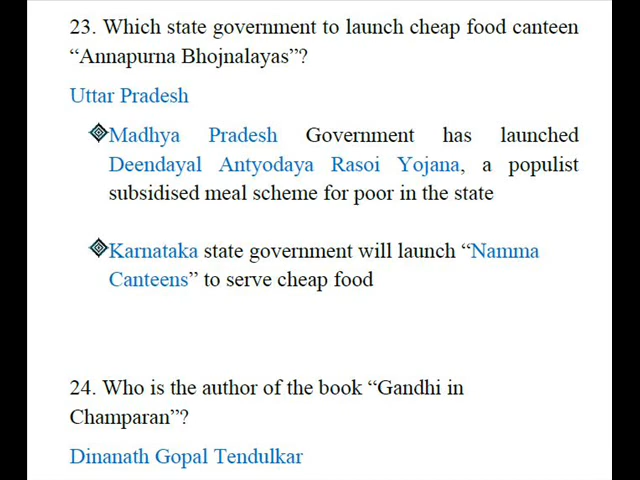 23. Which state government to launch cheap food canteen
“Annapurna Bhojnalayas”?
Uttar Pradesh
Madhya Pradesh Government has launched
Deendayal Antyodaya Rasoi Yojana, a populist
subsidised meal scheme for poor in the state
Karnataka state government will launch “Namma
Canteens” to serve cheap food
24. Who is the author of the book “Gandhi in
Champaran”?
Dinanath Gopal Tendulkar